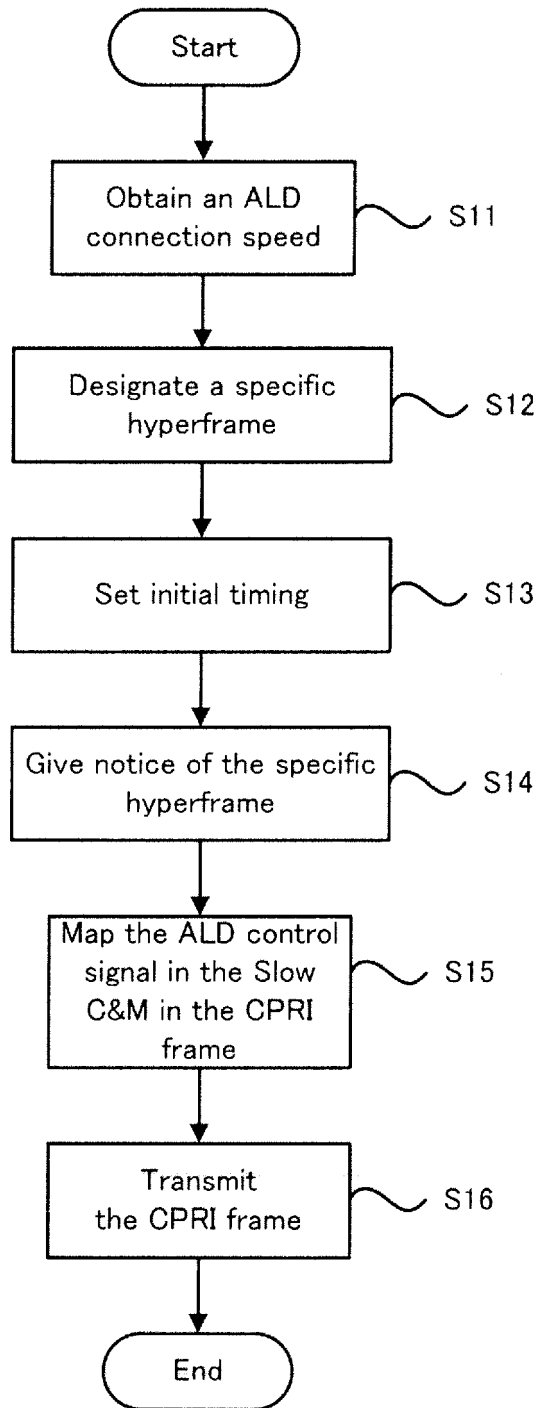 Start
Obtain an ALD
connection speed
S11
Designate a specific
hyperframe
S12
Set initial timing
S13
Give notice of the specific
hyperframe
S14
Map the ALD control
signal in the Slow
C&M in the CPRI
frame
S15
Transmit
the CPRI frame
S16
End